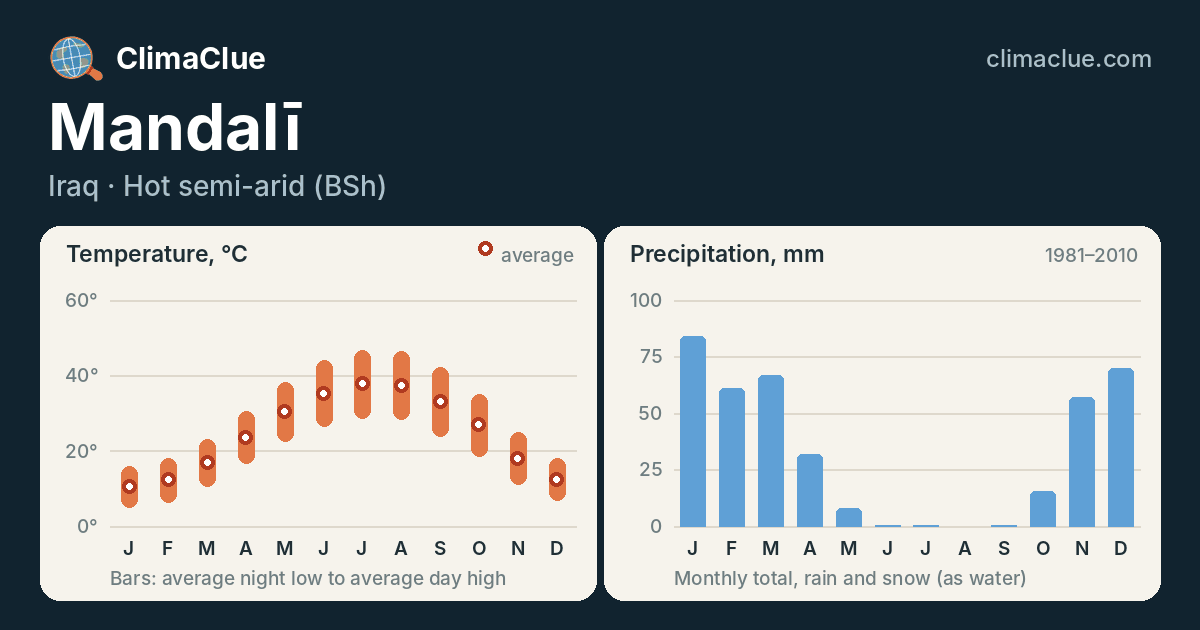 ClimaClue
climaclue.com
Mandalī
Iraq · Hot semi-arid (BSh)
Temperature, °C
average
60°
40°
20°
0°
J F M A M J J A S O N D
Bars: average night low to average day high
Precipitation, mm
1981–2010
100
75
50
25
0
J F M A M J J A S O N D
Monthly total, rain and snow (as water)